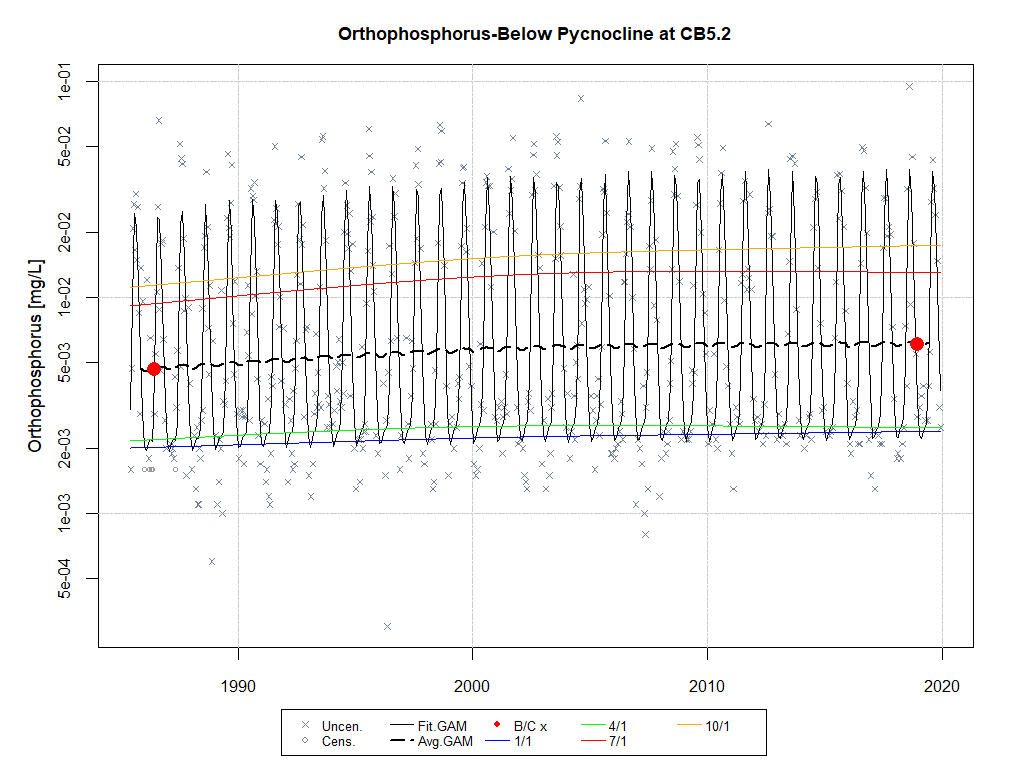 Orthophosphorus-Below Pycnocline at CB5.2
Orthophosphorus [mg/L]
1e-01
5e-02
2e-02
1e-02
5e-03
2e-03
1e-03
5e-04
1990 2000 2010 2020
Uncen. Fit.GAM B/C x 4/1 10/1
Cens. Avg.GAM 1/1 7/1